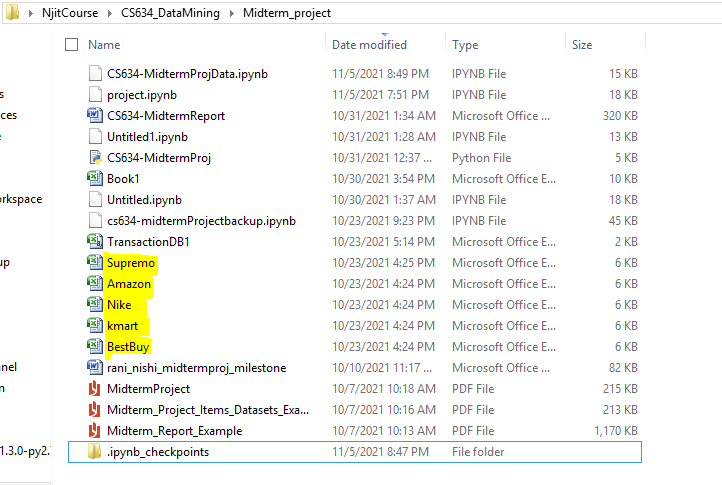 NjitCourse CS634_DataMining Midterm_project
Name Date modified Type Size
CS634-MidtermProjData.ipynb 11/5/2021 8:49 PM IPYNB File 15 KB
project.ipynb 11/5/2021 7:51 PM IPYNB File 18 KB
CS634-MidtermReport 10/31/2021 1:34 AM Microsoft Office ... 320 KB
Untitled1.ipynb 10/31/2021 1:28 AM IPYNB File 13 KB
CS634-MidtermProj 10/31/2021 12:37 ... Python File 5 KB
Book1 10/30/2021 3:54 PM Microsoft Office E... 10 KB
Untitled.ipynb 10/30/2021 1:37 AM IPYNB File 18 KB
cs634-midtermProjectbackup.ipynb 10/23/2021 9:23 PM IPYNB File 45 KB
TransactionDB1 10/23/2021 5:14 PM Microsoft Office E... 2 KB
Supremo 10/23/2021 4:25 PM Microsoft Office E... 6 KB
Amazon 10/23/2021 4:24 PM Microsoft Office E... 6 KB
Nike 10/23/2021 4:24 PM Microsoft Office E... 6 KB
kmart 10/23/2021 4:24 PM Microsoft Office E... 6 KB
BestBuy 10/23/2021 4:24 PM Microsoft Office E... 6 KB
rani_nishi_midtermproj_milestone 10/10/2021 11:17 ... Microsoft Office ... 82 KB
MidtermProject 10/7/2021 10:18 AM PDF File 215 KB
Midterm_Project_Items_Datasets_Exa... 10/7/2021 10:16 AM PDF File 213 KB
Midterm_Report_Example 10/7/2021 10:13 AM PDF File 1,170 KB
.ipynb_checkpoints 11/5/2021 8:47 PM File folder
s
ces
e
orkspace
up
nnel
n
1.3.0-py2.